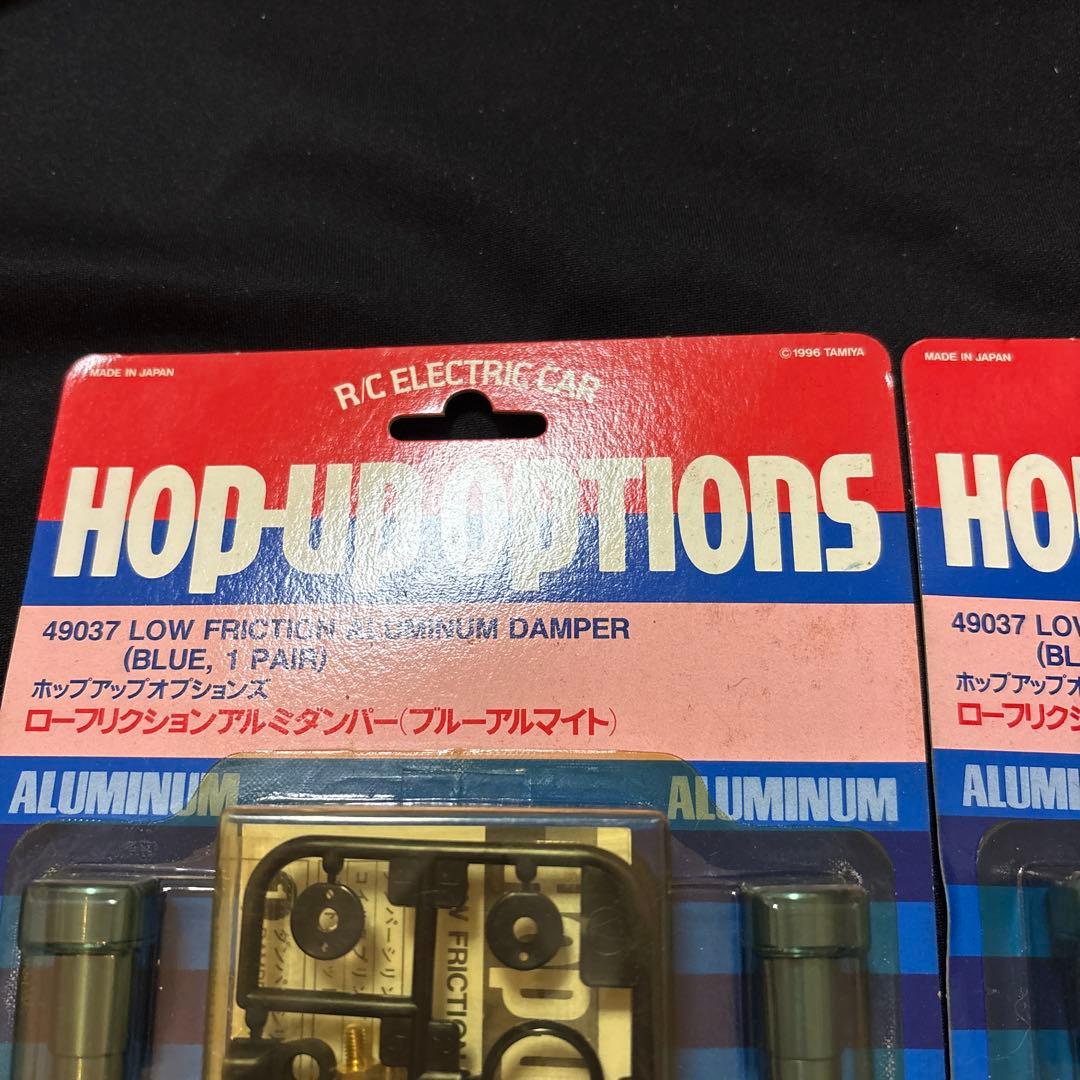 MADE IN JAPAN
R/C ELECTRIC CAR
©1996 TAMIYA
HOP-UP OPTIONS
49037 LOW FRICTION ALUMINUM DAMPER
(BLUE, 1 PAIR)
ホップアップオプションズ
ローフリクションアルミダンパー(ブルーアルマイト)
ALUMINUM
ALUMINUM
MADE IN JAPAN
HO
49037 LOW
(BL
ホップアップオ
ローフリクシ
ALUMI